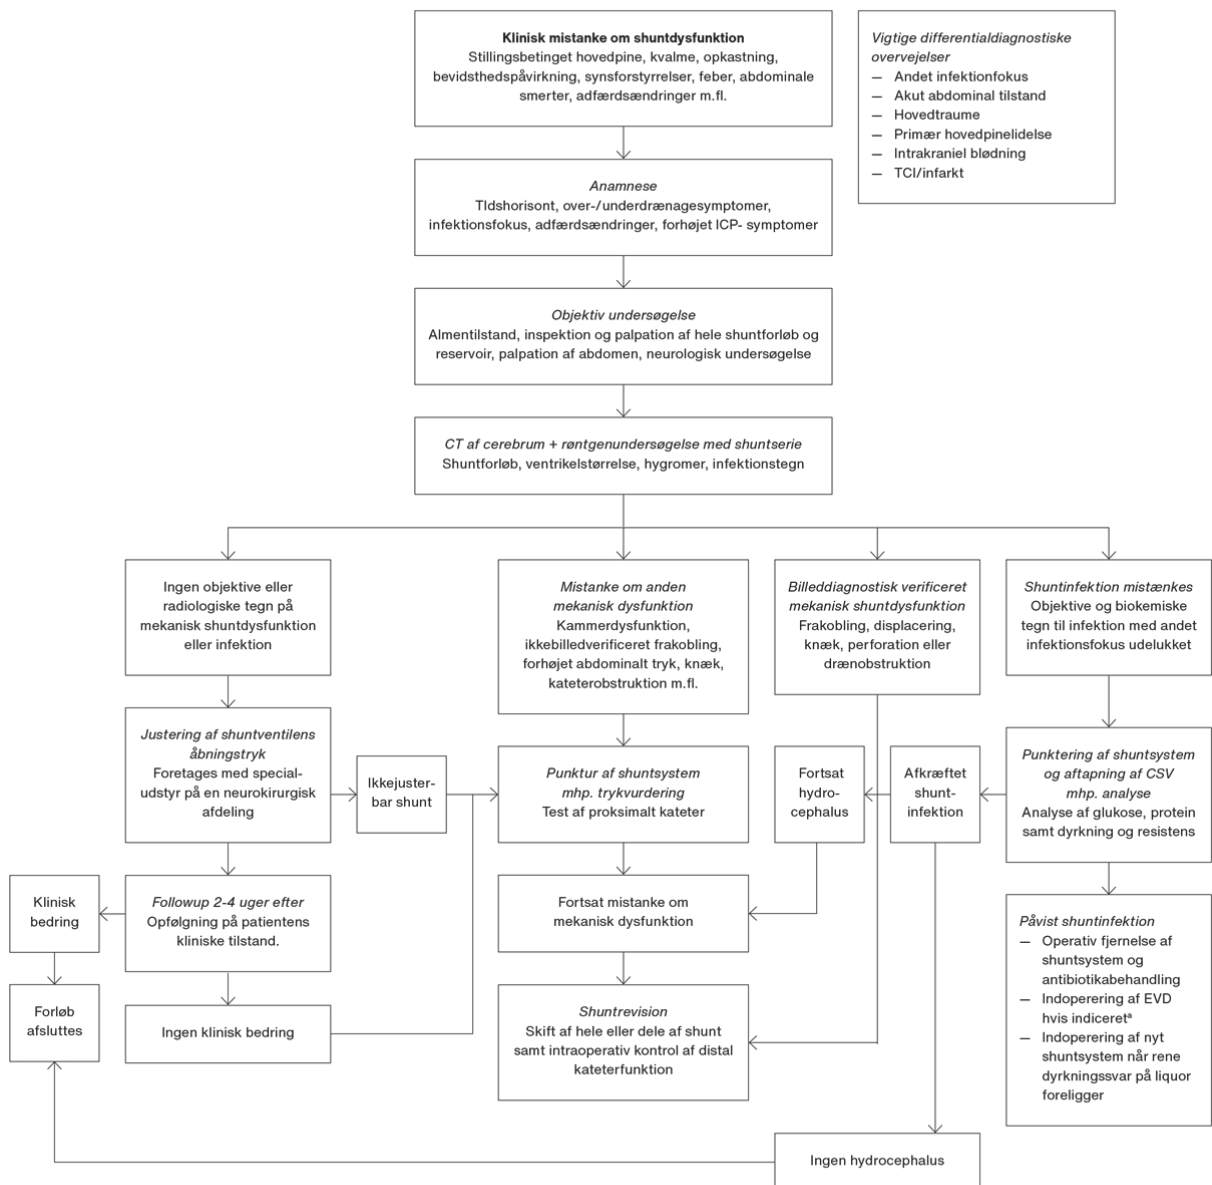 Klinisk mistanke om shuntdysfunktion
Stillingsbetinget hovedpine, kvalme, opkastning,
bevidsthedspåvirkning, synsforstyrrelser, feber, abdominale
smerter, adfærdsændringer m.fl.
Vigtige differentialdiagnostiske
overvejelser
— Andet infektionfokus
— Akut abdominal tilstand
— Hovedtraume
— Primær hovedpinelidelse
— Intrakraniel blødning
— TCI/infarkt
Anamnese
TIdshorisont, over-/underdrænagesymptomer,
infektionsfokus, adfærdsændringer, forhøjet ICP- symptomer
Objektiv undersøgelse
Almentilstand, inspektion og palpation af hele shuntforløb og
reservoir, palpation af abdomen, neurologisk undersøgelse
CT af cerebrum + røntgenundersøgelse med shuntserie
Shuntforløb, ventrikelstørrelse, hygromer, infektionstegn
Ingen objektive eller
radiologiske tegn på
mekanisk shuntdysfunktion
eller infektion
Mistanke om anden
mekanisk dysfunktion
Kammerdysfunktion,
ikkebilledverificeret frakobling,
forhøjet abdominalt tryk, knæk,
kateterobstruktion m.fl.
Billeddiagnostisk verificeret
mekanisk shuntdysfunktion
Frakobling, displacering,
knæk, perforation eller
drænobstruktion
Shuntinfektion mistænkes
Objektive og biokemiske
tegn til infektion med andet
infektionsfokus udelukket
Justering af shuntventilens
åbningstryk
Foretages med special-
udstyr på en neurokirurgisk
afdeling
Ikkejuster-
bar shunt
Punktur af shuntsystem
mhp. trykvurdering
Test af proksimalt kateter
Fortsat
hydro-
cephalus
Afkræftet
shunt-
infektion
Punktering af shuntsystem
og aftapning af CSV
mhp. analyse
Analyse af glukose, protein
samt dyrkning og resistens
Klinisk
bedring
Followup 2-4 uger efter
Opfølgning på patientens
kliniske tilstand.
Fortsat mistanke om
mekanisk dysfunktion
Påvist shuntinfektion
— Operativ fjernelse af
shuntsystem og
antibiotikabehandling
— Indoperering af EVD
hvis indiceretᵃ
— Indoperering af nyt
shuntsystem når rene
dyrkningssvar på liquor
foreligger
Forløb
afsluttes
Ingen klinisk bedring
Shuntrevision
Skift af hele eller dele af shunt
samt intraoperativ kontrol af distal
kateterfunktion
Ingen hydrocephalus